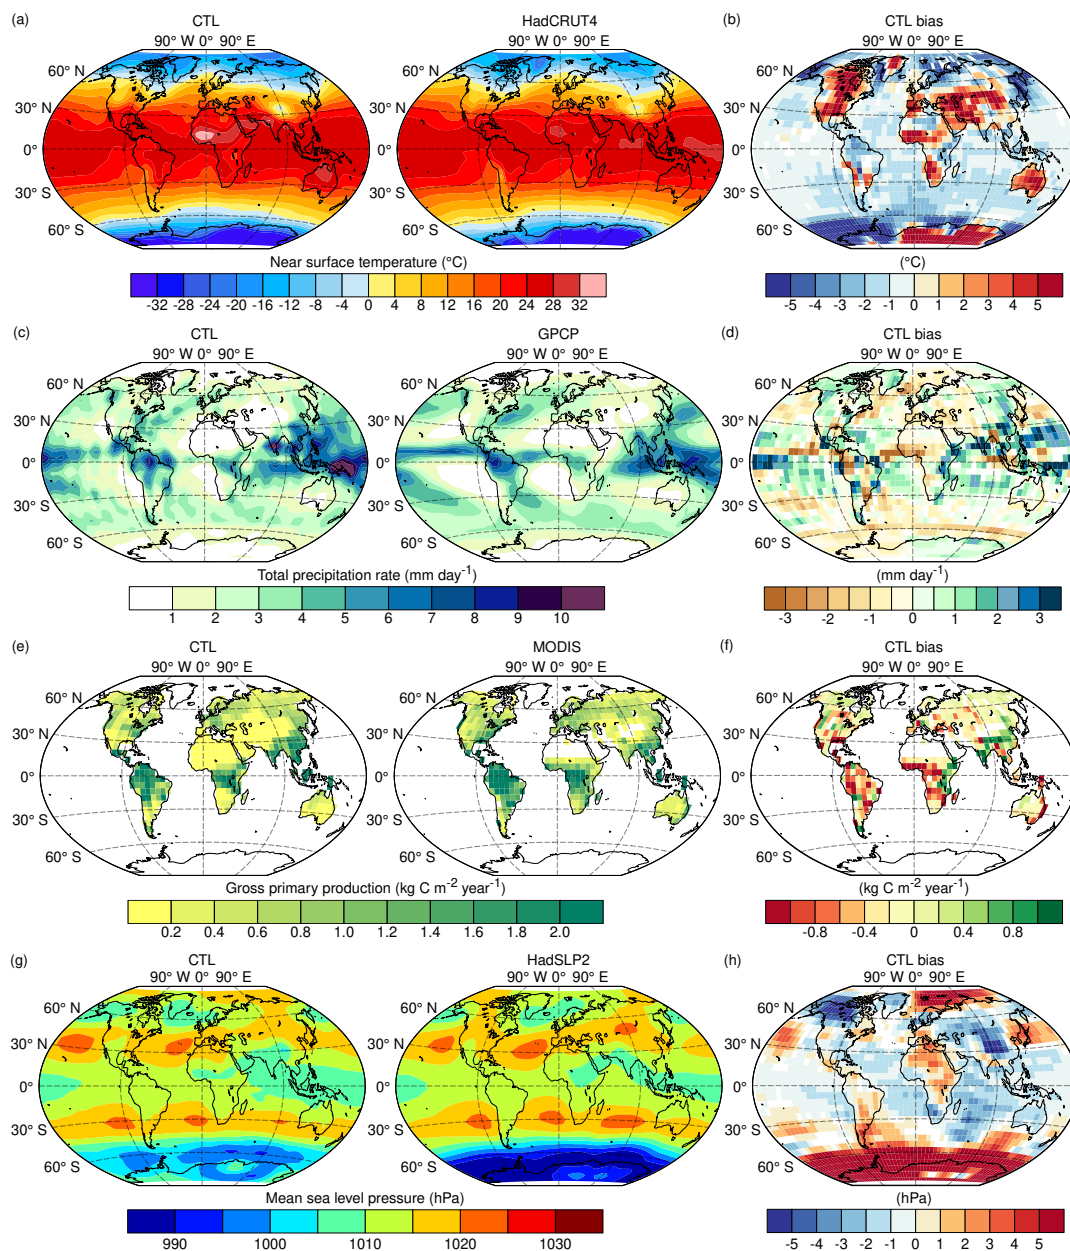 (a) CTL HadCRUT4 (b) CTL bias
90° W 0° 90° E 90° W 0° 90° E 90° W 0° 90° E
60° N 60° N 60° N
30° N 30° N 30° N
0° 0° 0°
30° S 30° S 30° S
60° S 60° S 60° S
Near surface temperature (°C) (°C)
-32 -28 -24 -20 -16 -12 -8 -4 0 4 8 12 16 20 24 28 32 -5 -4 -3 -2 -1 0 1 2 3 4 5
(c) CTL GPCP (d) CTL bias
90° W 0° 90° E 90° W 0° 90° E 90° W 0° 90° E
60° N 60° N 60° N
30° N 30° N 30° N
0° 0° 0°
30° S 30° S 30° S
60° S 60° S 60° S
Total precipitation rate (mm day⁻¹) (mm day⁻¹)
1 2 3 4 5 6 7 8 9 10 -3 -2 -1 0 1 2 3
(e) CTL MODIS (f) CTL bias
90° W 0° 90° E 90° W 0° 90° E 90° W 0° 90° E
60° N 60° N 60° N
30° N 30° N 30° N
0° 0° 0°
30° S 30° S 30° S
60° S 60° S 60° S
Gross primary production (kg C m⁻² year⁻¹) (kg C m⁻² year⁻¹)
0.2 0.4 0.6 0.8 1.0 1.2 1.4 1.6 1.8 2.0 -0.8 -0.4 0 0.4 0.8
(g) CTL HadSLP2 (h) CTL bias
90° W 0° 90° E 90° W 0° 90° E 90° W 0° 90° E
60° N 60° N 60° N
30° N 30° N 30° N
0° 0° 0°
30° S 30° S 30° S
60° S 60° S 60° S
Mean sea level pressure (hPa) (hPa)
990 1000 1010 1020 1030 -5 -4 -3 -2 -1 0 1 2 3 4 5